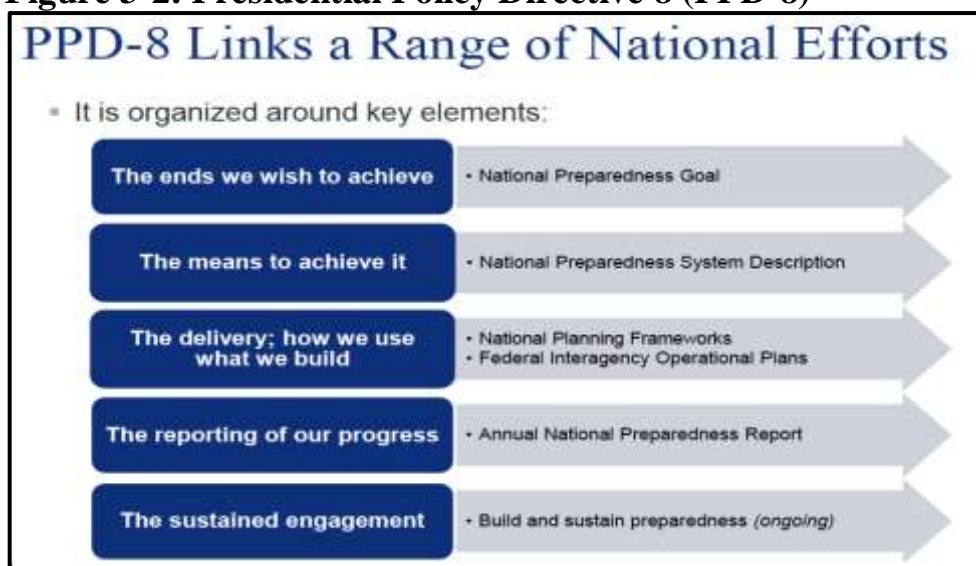 Figure 3-2: Presidential Policy Directive 8 (PPD-8)
PPD-8 Links a Range of National Efforts
▪ It is organized around key elements:
The ends we wish to achieve
• National Preparedness Goal
The means to achieve it
• National Preparedness System Description
The delivery; how we use
what we build
• National Planning Frameworks
• Federal Interagency Operational Plans
The reporting of our progress
• Annual National Preparedness Report
The sustained engagement
• Build and sustain preparedness (ongoing)